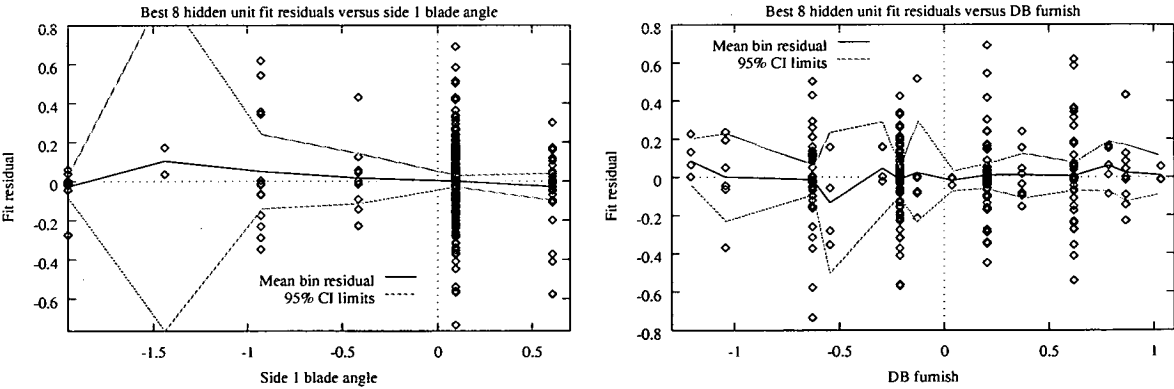 Best 8 hidden unit fit residuals versus side 1 blade angle
0.8
0.6
0.4
0.2
0
-0.2
-0.4
-0.6
Fit residual
Mean bin residual
95% CI limits
-1.5
-1
-0.5
0
0.5
Side 1 blade angle
Best 8 hidden unit fit residuals versus DB furnish
0.8
0.6
0.4
0.2
0
-0.2
-0.4
-0.6
-0.8
Fit residual
Mean bin residual
95% CI limits
-1
-0.5
0
0.5
1
DB furnish